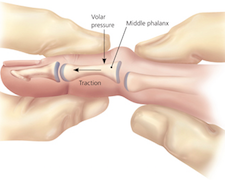 Volar
pressure
Middle phalanx
Traction